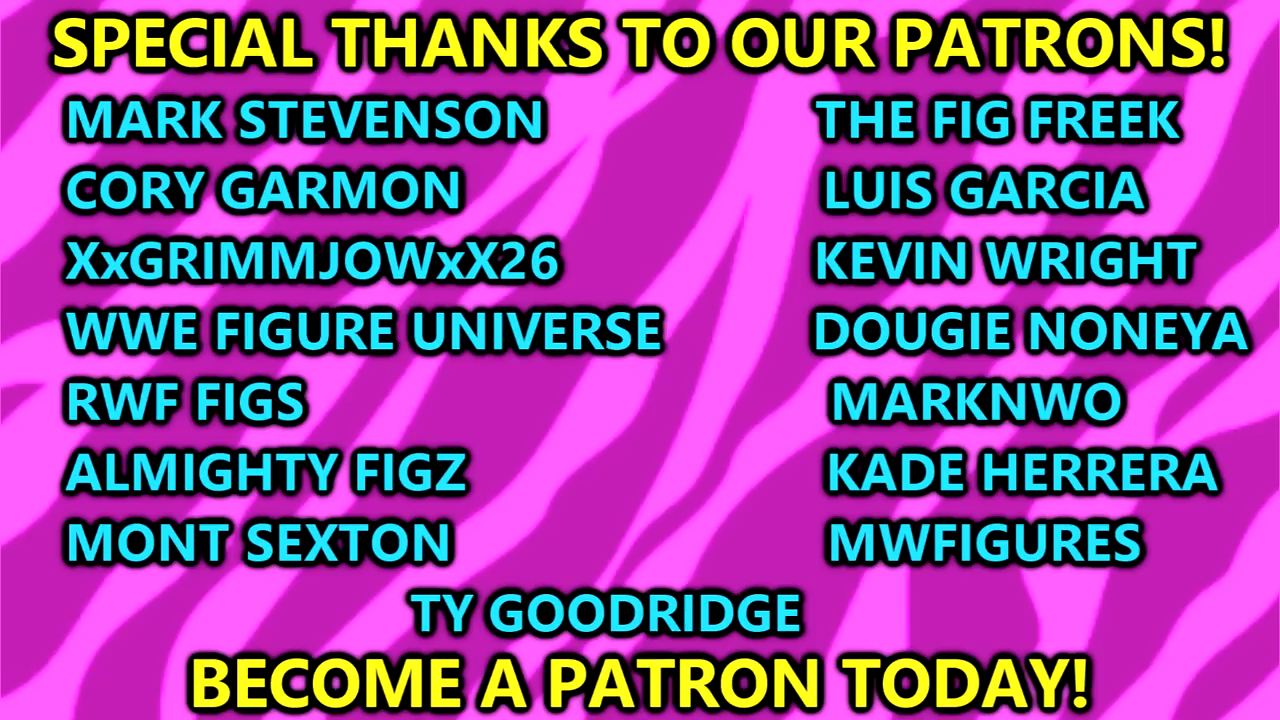 SPECIAL THANKS TO OUR PATRONS!
MARK STEVENSON
THE FIG FREEK
CORY GARMON
LUIS GARCIA
XxGRIMMJOWxX26
KEVIN WRIGHT
WWE FIGURE UNIVERSE
DOUGIE NONEYA
RWF FIGS
MARKNWO
ALMIGHTY FIGZ
KADE HERRERA
MONT SEXTON
MWFIGURES
TY GOODRIDGE
BECOME A PATRON TODAY!